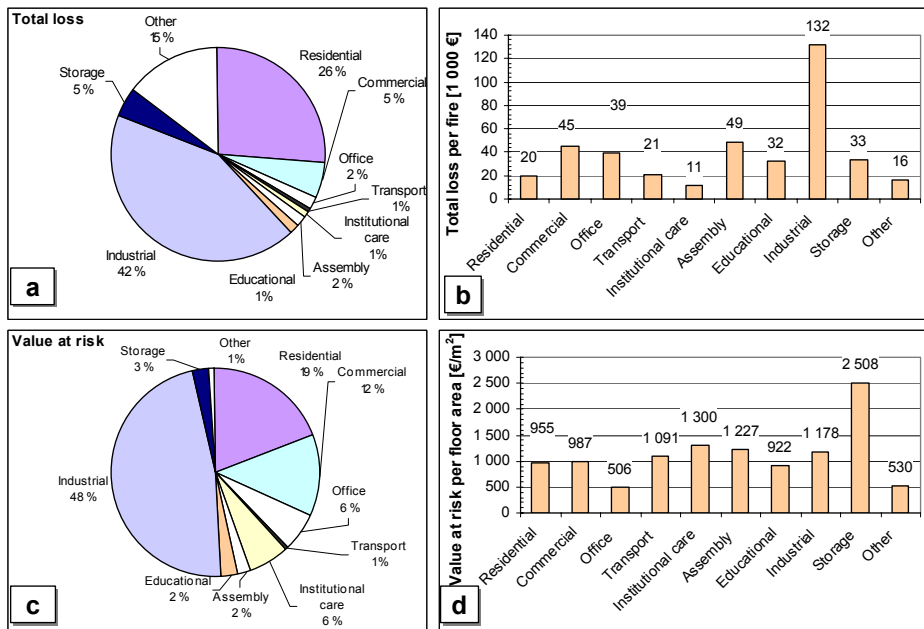 Total loss
Other
15 %
Residential
26 %
Storage
5 %
Commercial
5 %
Office
2 %
Transport
1%
Institutional
care
1%
Assembly
2 %
Educational
1%
Industrial
42 %
a
Total loss per fire [1 000 €]
140
120
100
80
60
40
20
0
20
45
39
21
11
49
32
132
33
16
Residential
Commercial
Office
Transport
Institutional care
Assembly
Educational
Industrial
Storage
Other
b
Value at risk
Other
1%
Storage
3 %
Residential
19 %
Commercial
12 %
Industrial
48 %
Office
6 %
Transport
1%
Educational
2 %
Assembly
2 %
Institutional
care
6 %
c
Value at risk per floor area [€/m²]
3 000
2 500
2 000
1 500
1 000
500
0
955
987
506
1 091
1 300
1 227
922
1 178
2 508
530
Residential
Commercial
Office
Transport
Institutional care
Assembly
Educational
Industrial
Storage
Other
d